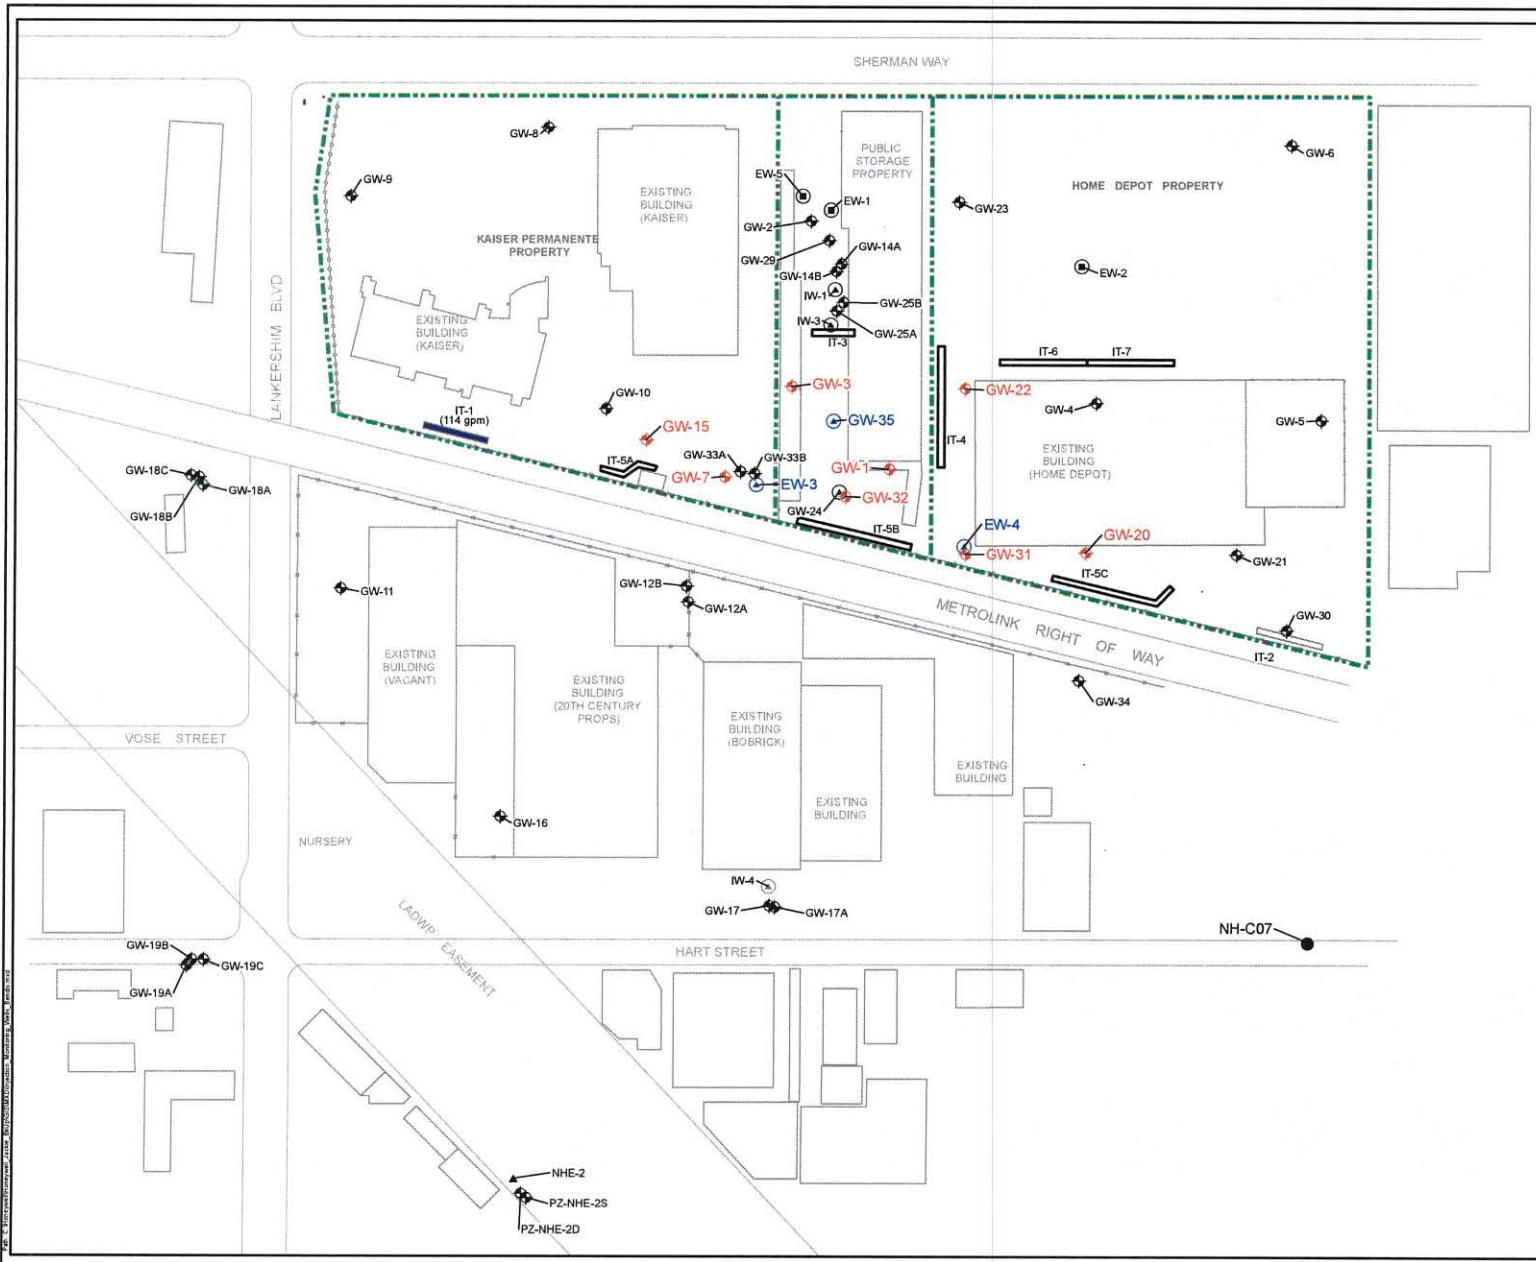 SHERMAN WAY
GW-8
GW-6
GW-9
PUBLIC
STORAGE
PROPERTY
EW-5
EXISTING
BUILDING
(KAISER)
HOME DEPOT PROPERTY
EW-1
GW-23
GW-2
KAISER PERMANENTE
PROPERTY
GW-29
GW-14A
GW-14B
EW-2
IW-1
GW-25B
LANKERSHIM BLVD
EXISTING
BUILDING
(KAISER)
IW-3
GW-25A
IT-3
IT-6
IT-7
GW-3
GW-22
GW-10
GW-4
IT-1
(114 gpm)
GW-35
GW-5
GW-15
IT-4
EXISTING
BUILDING
(HOME DEPOT)
GW-33A
GW-33B
IT-5A
GW-1
GW-18C
GW-7
EW-3
GW-18A
GW-32
GW-24
GW-18B
IT-5B
EW-4
GW-20
GW-31
GW-21
IT-5C
GW-11
GW-12B
GW-12A
METROLINK RIGHT OF WAY
GW-30
IT-2
EXISTING
BUILDING
(VACANT)
EXISTING
BUILDING
(20TH CENTURY
PROPS)
GW-34
EXISTING
BUILDING
(BOBRICK)
VOSE STREET
EXISTING
BUILDING
EXISTING
BUILDING
GW-16
NURSERY
IW-4
GW-17
GW-17A
LADWP EASEMENT
NH-C07
GW-19B
HART STREET
GW-19C
GW-19A
NHE-2
PZ-NHE-2S
PZ-NHE-2D